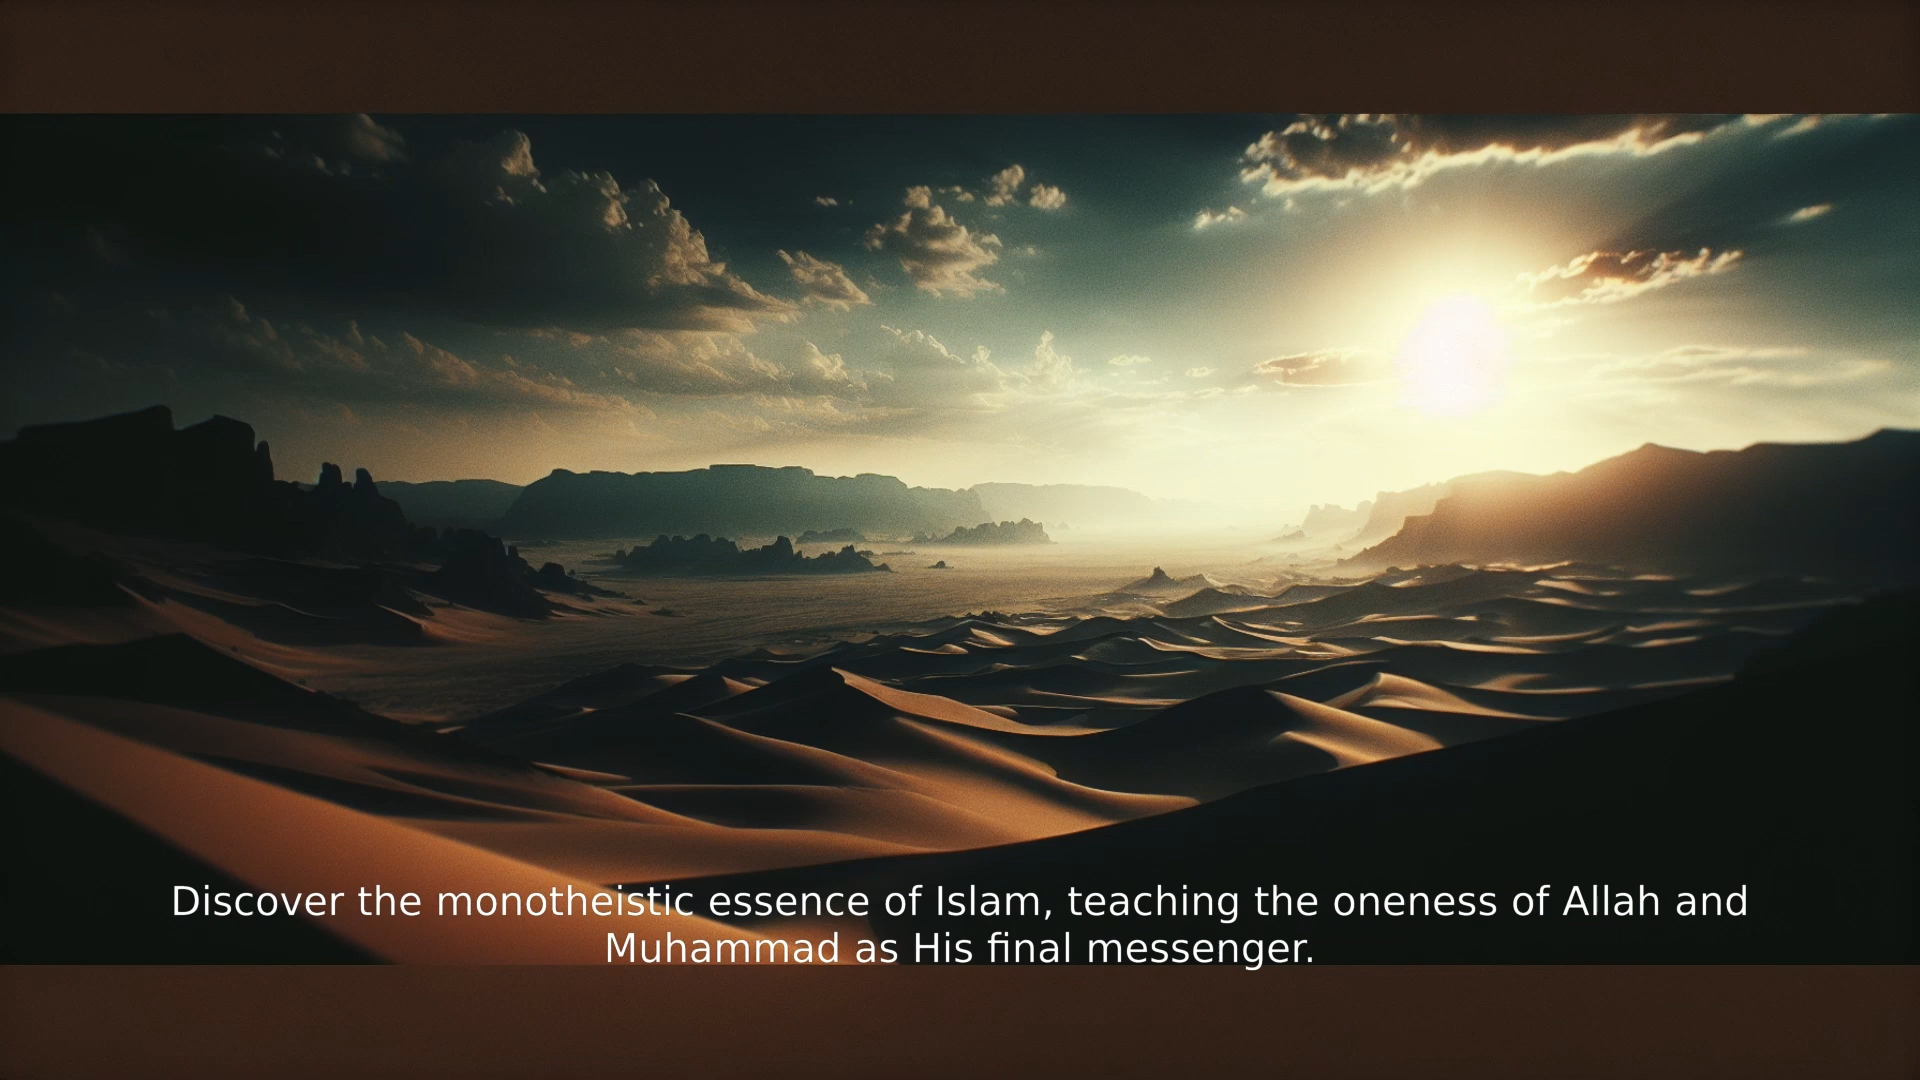 Discover the monotheistic essence of Islam, teaching the oneness of Allah and
Muhammad as His final messenger.